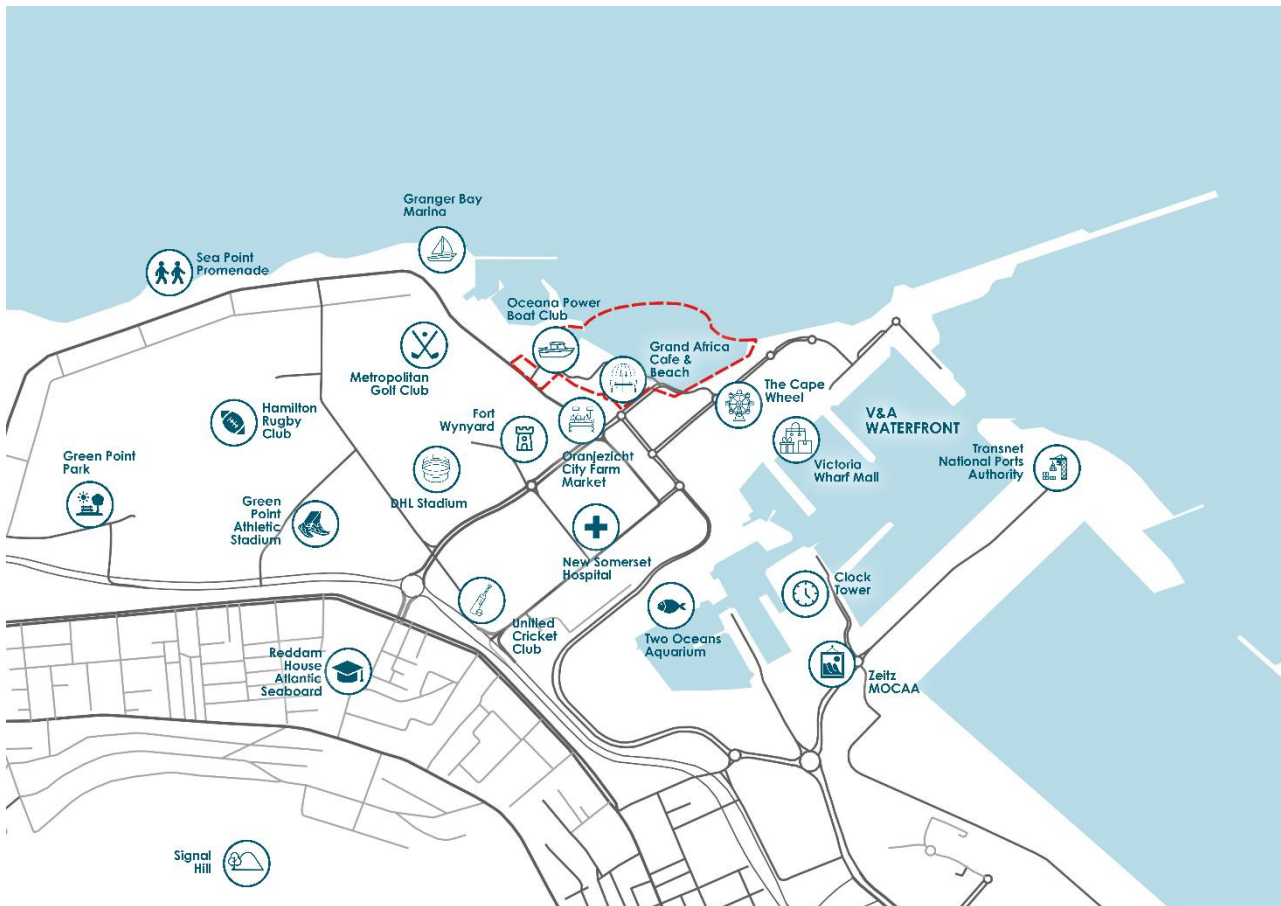 Granger Bay
Marina
Sea Point
Promenade
Oceana Power
Boat Club
Grand Africa
Cafe &
Beach
Metropolitan
Golf Club
The Cape
Wheel
Hamilton
Rugby
Club
Fort
Wynyard
V&A
WATERFRONT
Green Point
Park
Oranjezicht
City Farm
Market
Victoria
Wharf Mall
Transnet
National Ports
Authority
DHL Stadium
Green
Point
Athletic
Stadium
New Somerset
Hospital
Clock
Tower
Unified
Cricket
Club
Two Oceans
Aquarium
Reddam
House
Atlantic
Seaboard
Zeitz
MOCAA
Signal
Hill